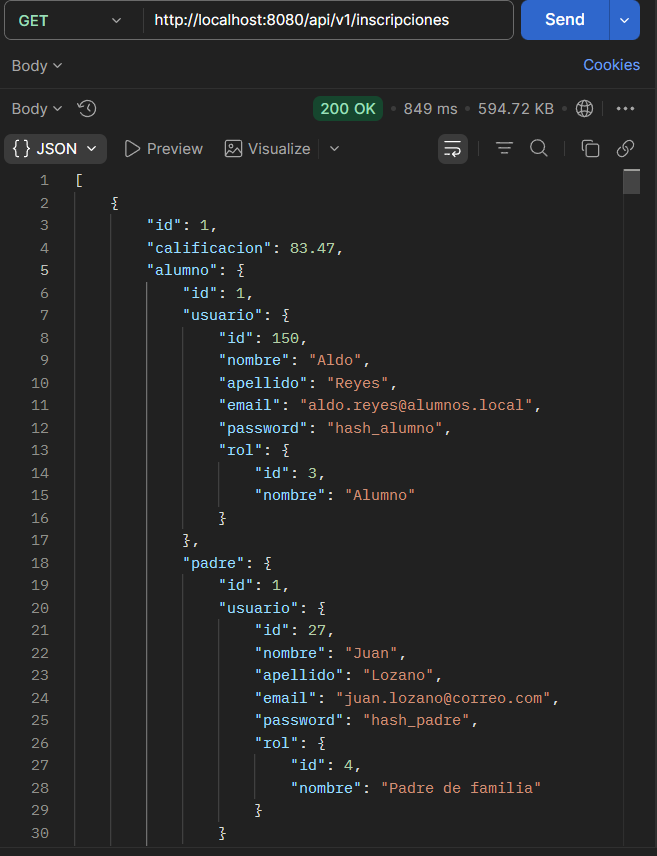 GET http://localhost:8080/api/v1/inscripciones Send
Body Cookies
Body 200 OK • 849 ms • 594.72 KB •
{} JSON Preview Visualize
1 [
2     {
3         "id": 1,
4         "calificacion": 83.47,
5         "alumno": {
6             "id": 1,
7             "usuario": {
8                 "id": 150,
9                 "nombre": "Aldo",
10                 "apellido": "Reyes",
11                 "email": "aldo.reyes@alumnos.local",
12                 "password": "hash_alumno",
13                 "rol": {
14                     "id": 3,
15                     "nombre": "Alumno"
16                 }
17             },
18             "padre": {
19                 "id": 1,
20                 "usuario": {
21                     "id": 27,
22                     "nombre": "Juan",
23                     "apellido": "Lozano",
24                     "email": "juan.lozano@correo.com",
25                     "password": "hash_padre",
26                     "rol": {
27                         "id": 4,
28                         "nombre": "Padre de familia"
29                     }
30                 }